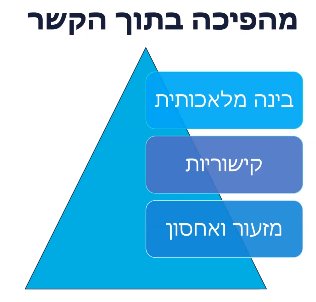 מהפיכה בתוך הקשר
בינה מלאכותית
קישוריות
מזעור ואחסון